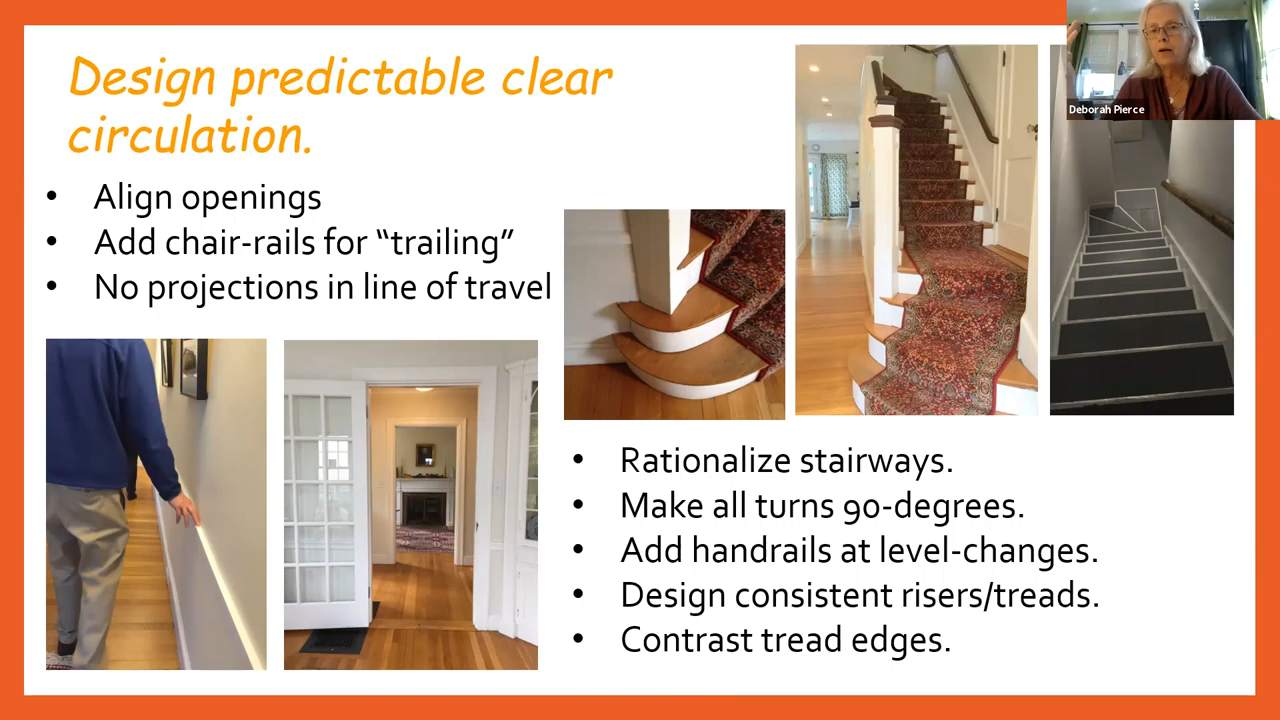 Design predictable clear
circulation.
• Align openings
• Add chair-rails for “trailing”
• No projections in line of travel
• Rationalize stairways.
• Make all turns 90-degrees.
• Add handrails at level-changes.
• Design consistent risers/treads.
• Contrast tread edges.
Deborah Pierce